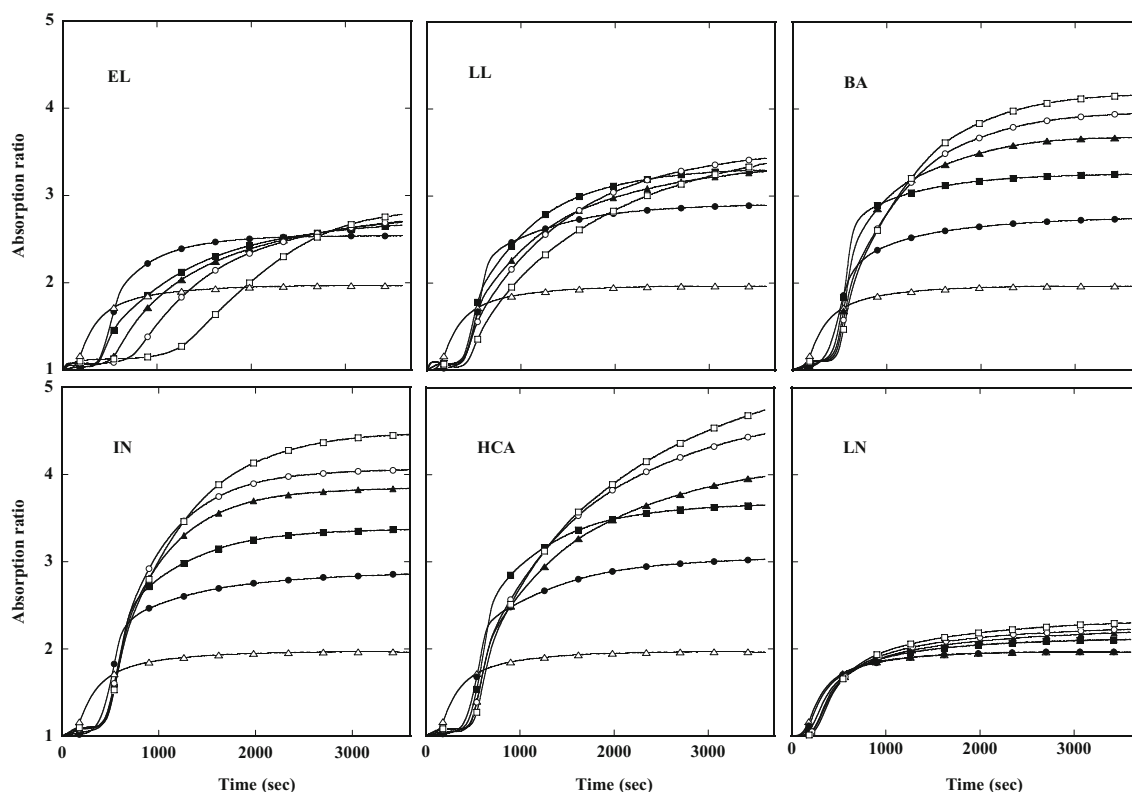 5
4
3
2
1
Absorption ratio
EL
LL
BA
5
4
3
2
1
Absorption ratio
IN
HCA
LN
0
1000
2000
3000
0
1000
2000
3000
0
1000
2000
3000
Time (sec)
Time (sec)
Time (sec)